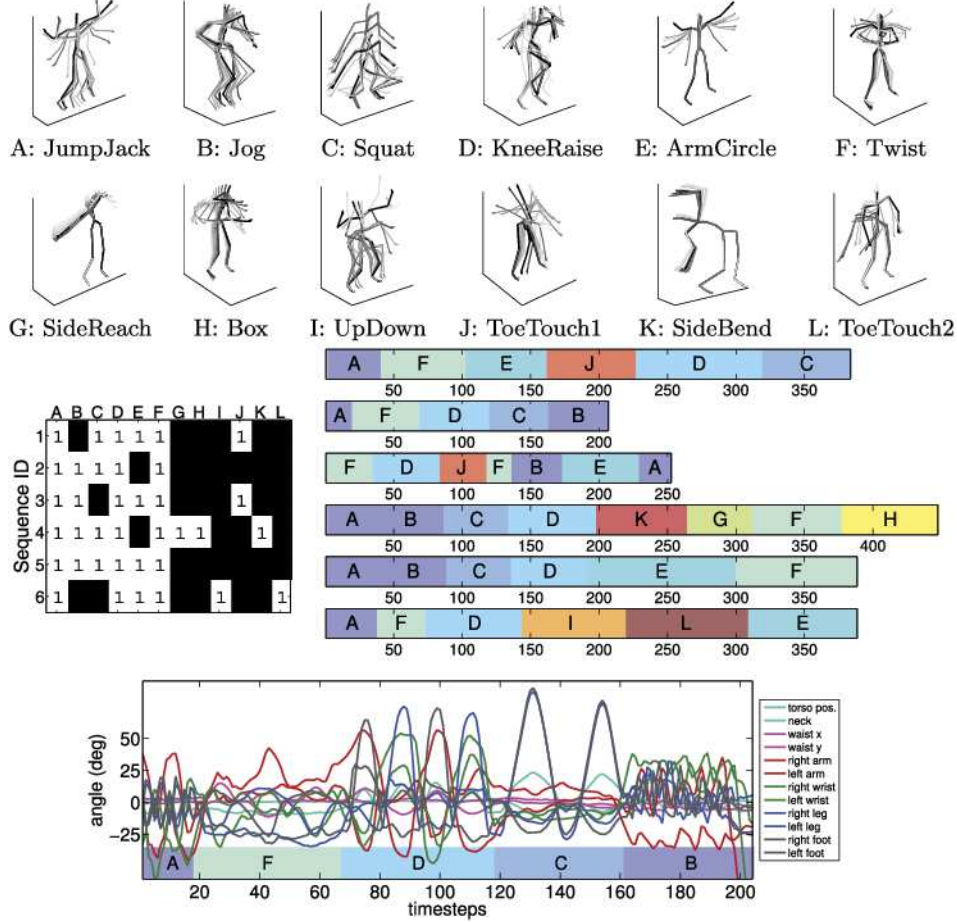 A: JumpJack B: Jog C: Squat D: KneeRaise E: ArmCircle F: Twist
G: SideReach H: Box I: UpDown J: ToeTouch1 K: SideBend L: ToeTouch2
A F E J D C
50 100 150 200 250 300 350
A F D C B
50 100 150 200
F D J F B E A
50 100 150 200 250
A B C D K G F H
50 100 150 200 250 300 400
A B C D E F
50 100 150 200 250 300 350
A F D I L E
50 100 150 200 250 300 350
A B C D E F G H I J K L
Sequence ID
1 1 1 1 1 1 1
2 1 1 1 1 1
3 1 1 1 1 1 1
4 1 1 1 1 1 1 1 1
5 1 1 1 1 1 1
6 1 1 1 1 1 1
angle (deg)
50
25
0
−25
A F D C B
20 40 60 80 100 120 140 160 180 200
timesteps
torso pos.
neck
waist x
waist y
right arm
left arm
right wrist
left wrist
right leg
left leg
right foot
left foot